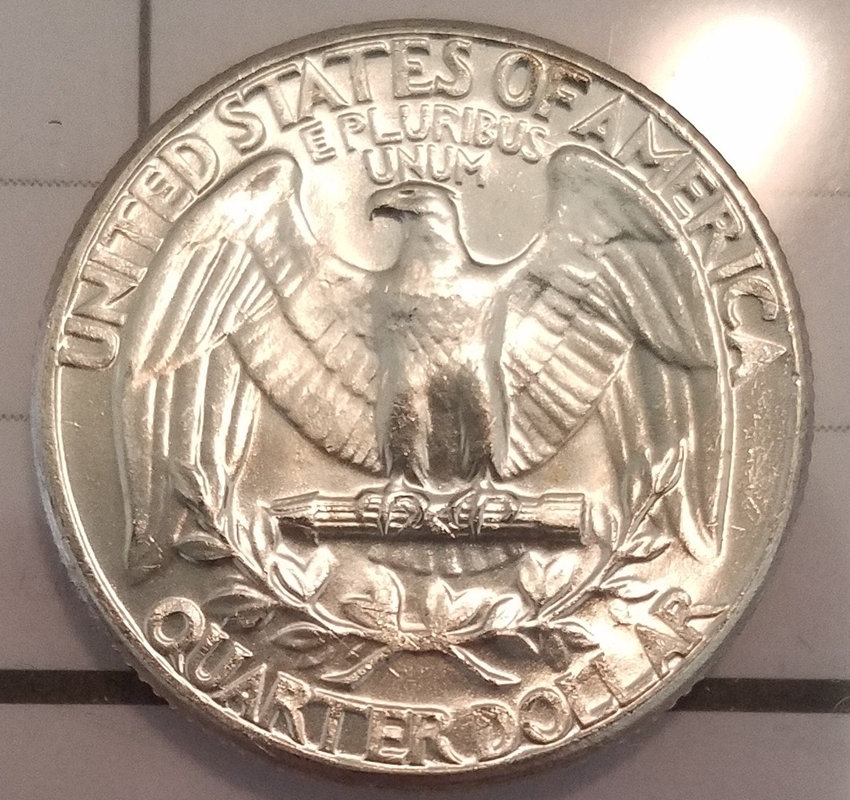 UNITED STATES OF AMERICA
E PLURIBUS
UNUM
QUARTER DOLLAR